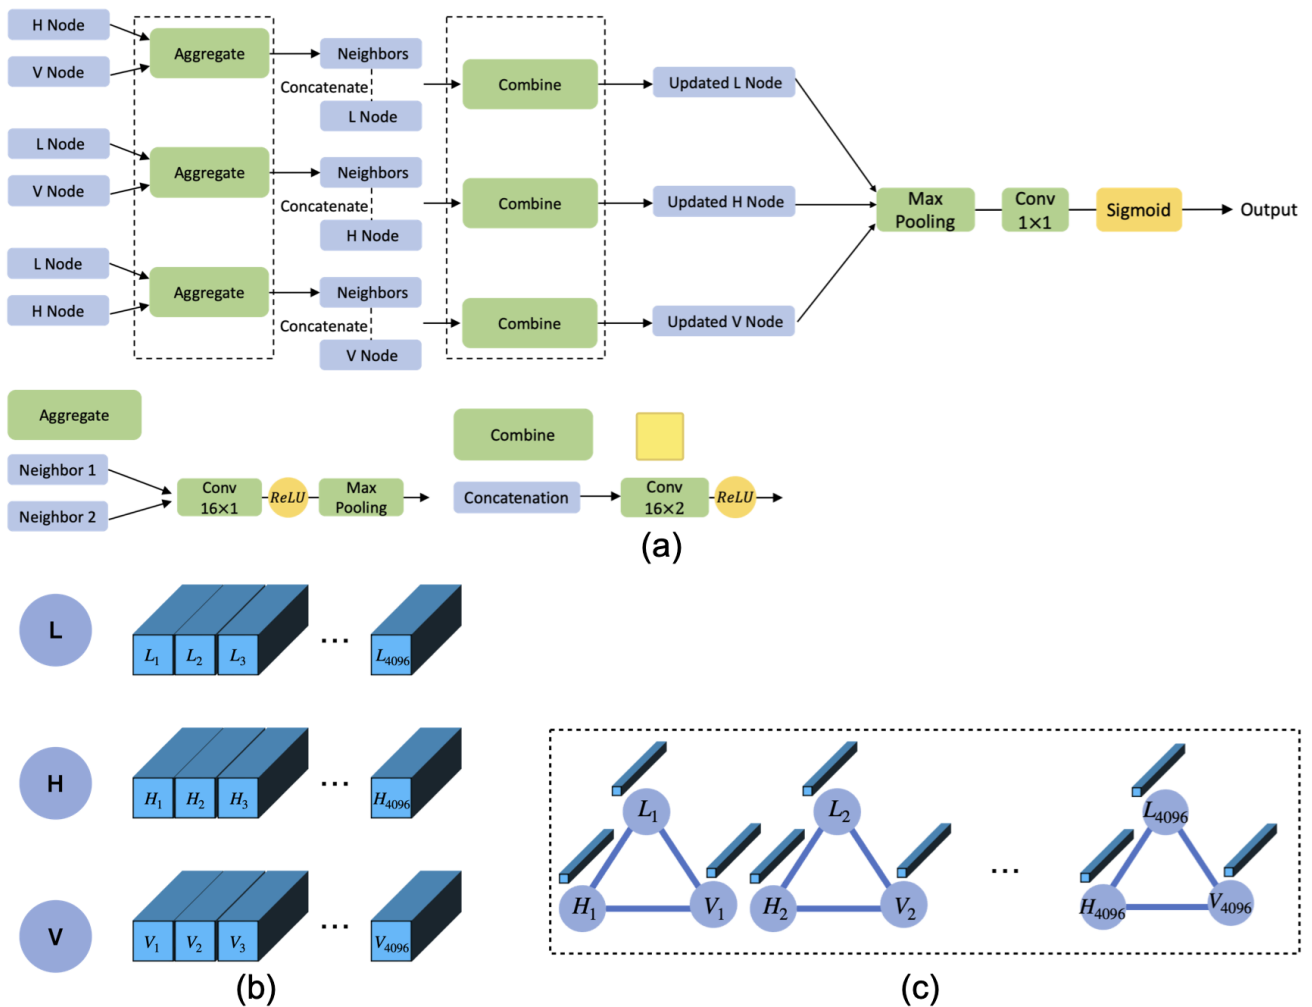 H Node
V Node
Aggregate
Neighbors
Concatenate
L Node
Combine
Updated L Node
L Node
V Node
Aggregate
Neighbors
Concatenate
H Node
Combine
Updated H Node
Max
Pooling
Conv
1×1
Sigmoid
Output
L Node
H Node
Aggregate
Neighbors
Concatenate
V Node
Combine
Updated V Node
Aggregate
Neighbor 1
Neighbor 2
Conv
16×1
ReLU
Max
Pooling
Combine
Concatenation
Conv
16×2
ReLU
(a)
L
L1 L2 L3 ... L4096
H
H1 H2 H3 ... H4096
V
V1 V2 V3 ... V4096
(b)
L1 L2 ... L4096
H1 V1 H2 V2 H4096 V4096
(c)